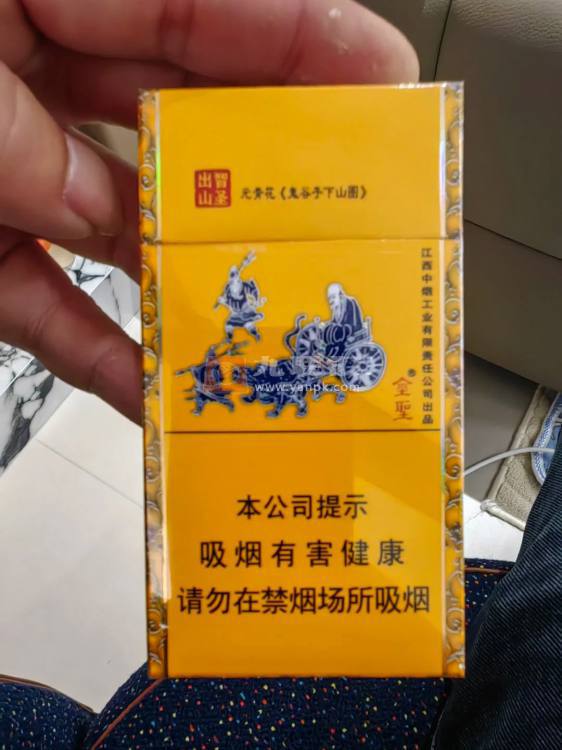 智圣
出山
元青花《鬼谷子下山图》
江西中烟工业有限责任公司出品
金聖®
www.yanpk.com
本公司提示
吸烟有害健康
请勿在禁烟场所吸烟